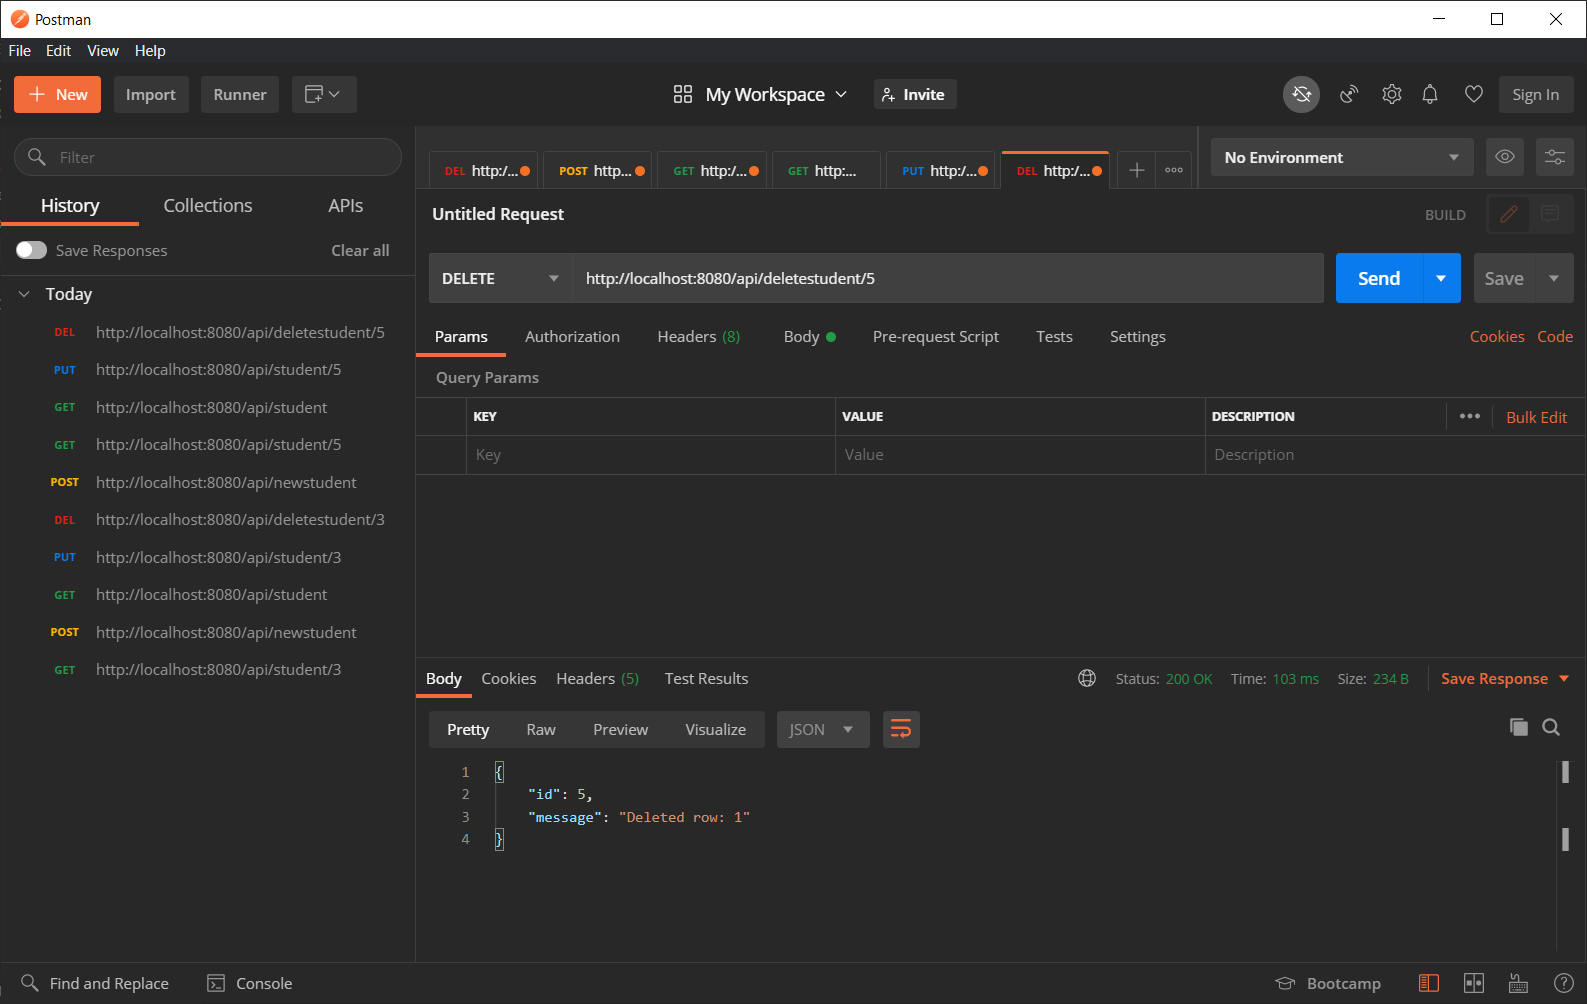 Postman
File Edit View Help
New Import Runner My Workspace Invite Sign In
Filter
DEL http:/... POST http... GET http:/... GET http:... PUT http:/... DEL http:/... No Environment
History Collections APIs
Untitled Request BUILD
Save Responses Clear all
DELETE http://localhost:8080/api/deletestudent/5 Send Save
Today
DEL http://localhost:8080/api/deletestudent/5
PUT http://localhost:8080/api/student/5
GET http://localhost:8080/api/student
GET http://localhost:8080/api/student/5
POST http://localhost:8080/api/newstudent
DEL http://localhost:8080/api/deletestudent/3
PUT http://localhost:8080/api/student/3
GET http://localhost:8080/api/student
POST http://localhost:8080/api/newstudent
GET http://localhost:8080/api/student/3
Params Authorization Headers (8) Body Pre-request Script Tests Settings Cookies Code
Query Params
KEY VALUE DESCRIPTION Bulk Edit
Key Value Description
Body Cookies Headers (5) Test Results Status: 200 OK Time: 103 ms Size: 234 B Save Response
Pretty Raw Preview Visualize JSON
1 {
2 "id": 5,
3 "message": "Deleted row: 1"
4 }
Find and Replace Console Bootcamp